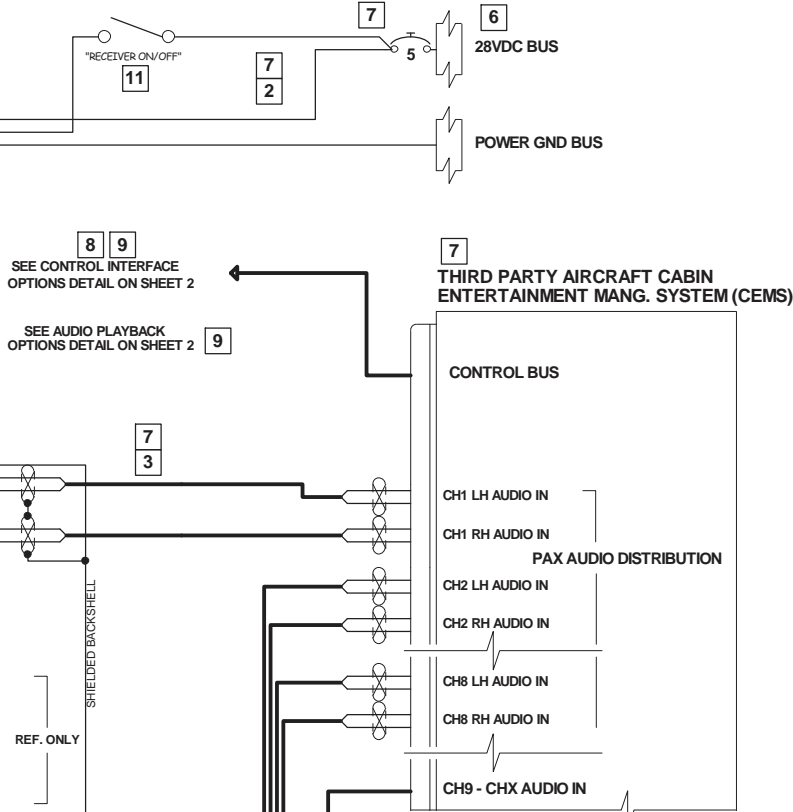 7
6
28VDC BUS
5
"RECEIVER ON/OFF"
11
7
2
POWER GND BUS
8 9
SEE CONTROL INTERFACE
OPTIONS DETAIL ON SHEET 2
7
THIRD PARTY AIRCRAFT CABIN
ENTERTAINMENT MANG. SYSTEM (CEMS)
SEE AUDIO PLAYBACK
OPTIONS DETAIL ON SHEET 2 9
CONTROL BUS
7
3
CH1 LH AUDIO IN
CH1 RH AUDIO IN
PAX AUDIO DISTRIBUTION
CH2 LH AUDIO IN
CH2 RH AUDIO IN
SHIELDED BACKSHELL
CH8 LH AUDIO IN
CH8 RH AUDIO IN
REF. ONLY
CH9 - CHX AUDIO IN